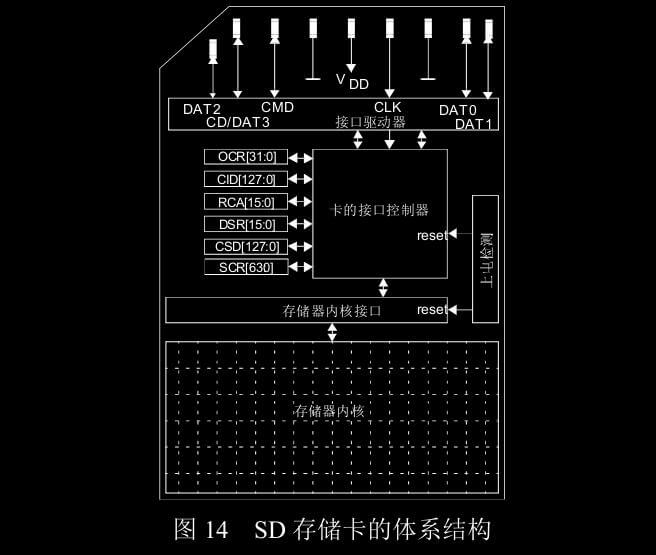 V DD
DAT2 CMD CLK DAT0
CD/DAT3 接口驱动器 DAT1
OCR[31:0]
CID[127:0]
RCA[15:0]
DSR[15:0]
CSD[127:0]
SCR[630]
卡的接口控制器
reset
上电检测
存储器内核接口 reset
存储器内核
图 14 SD 存储卡的体系结构